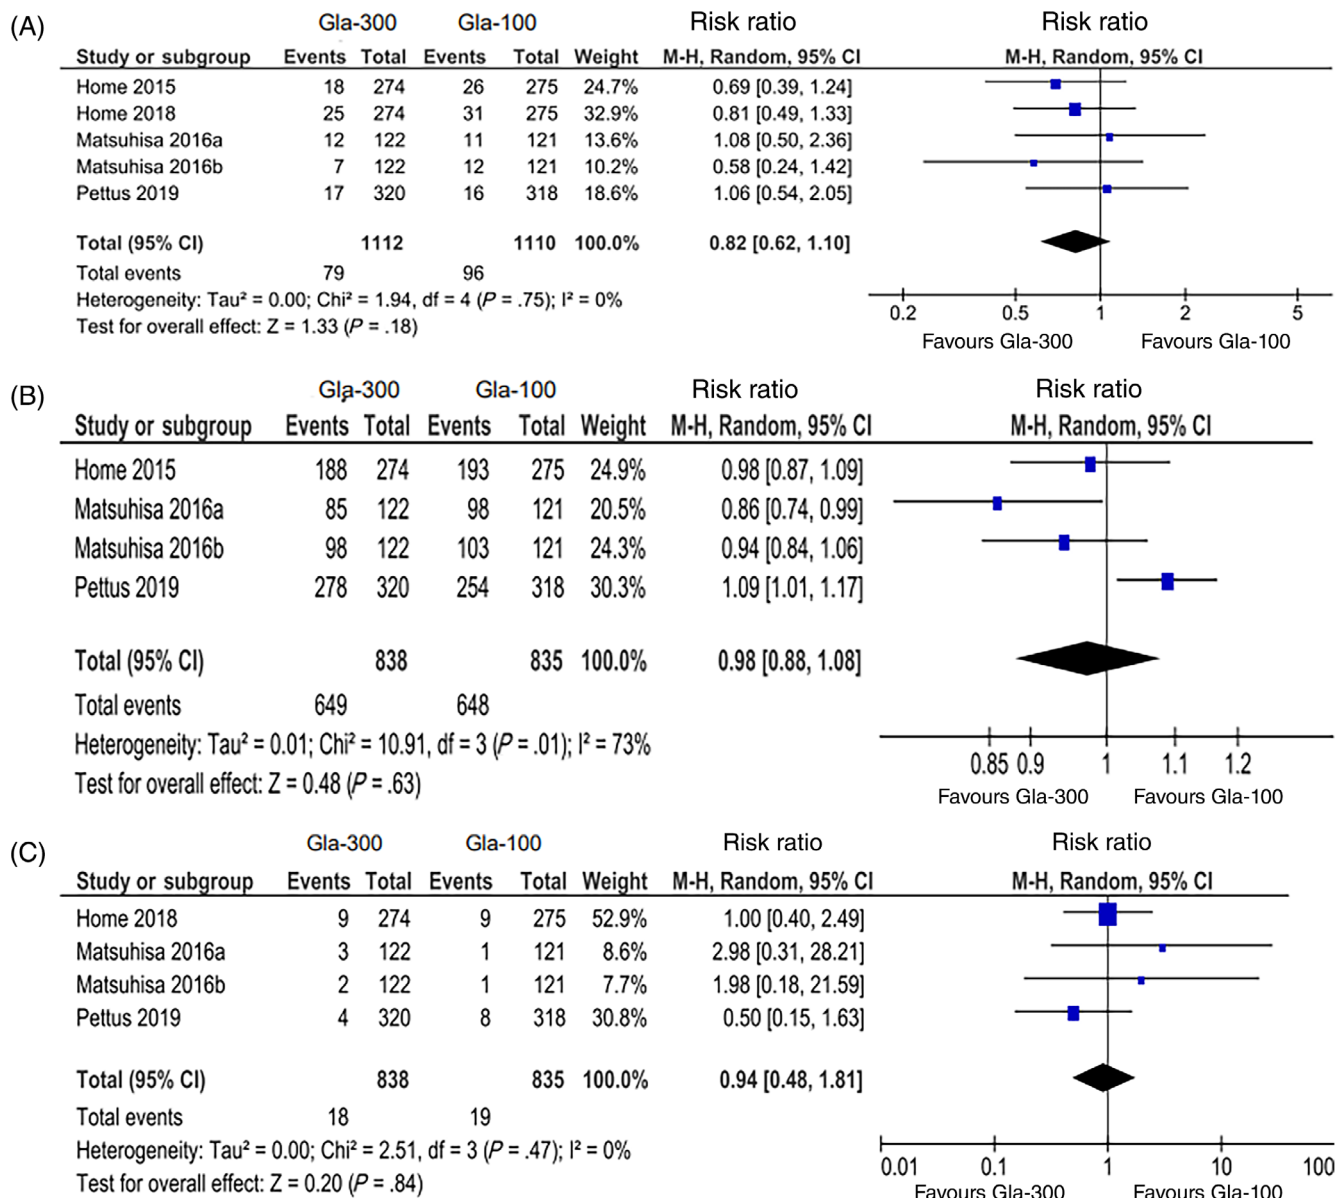 (A) Gla-300 Gla-100 Risk ratio Risk ratio
Study or subgroup Events Total Events Total Weight M-H, Random, 95% CI M-H, Random, 95% CI
Home 2015 18 274 26 275 24.7% 0.69 [0.39, 1.24]
Home 2018 25 274 31 275 32.9% 0.81 [0.49, 1.33]
Matsuhisa 2016a 12 122 11 121 13.6% 1.08 [0.50, 2.36]
Matsuhisa 2016b 7 122 12 121 10.2% 0.58 [0.24, 1.42]
Pettus 2019 17 320 16 318 18.6% 1.06 [0.54, 2.05]
Total (95% CI) 1112 1110 100.0% 0.82 [0.62, 1.10]
Total events 79 96
Heterogeneity: Tau² = 0.00; Chi² = 1.94, df = 4 (P = .75); I² = 0%
Test for overall effect: Z = 1.33 (P = .18)
0.2 0.5 1 2 5
Favours Gla-300 Favours Gla-100
(B) Gla-300 Gla-100 Risk ratio Risk ratio
Study or subgroup Events Total Events Total Weight M-H, Random, 95% CI M-H, Random, 95% CI
Home 2015 188 274 193 275 24.9% 0.98 [0.87, 1.09]
Matsuhisa 2016a 85 122 98 121 20.5% 0.86 [0.74, 0.99]
Matsuhisa 2016b 98 122 103 121 24.3% 0.94 [0.84, 1.06]
Pettus 2019 278 320 254 318 30.3% 1.09 [1.01, 1.17]
Total (95% CI) 838 835 100.0% 0.98 [0.88, 1.08]
Total events 649 648
Heterogeneity: Tau² = 0.01; Chi² = 10.91, df = 3 (P = .01); I² = 73%
Test for overall effect: Z = 0.48 (P = .63)
0.85 0.9 1 1.1 1.2
Favours Gla-300 Favours Gla-100
(C) Gla-300 Gla-100 Risk ratio Risk ratio
Study or subgroup Events Total Events Total Weight M-H, Random, 95% CI M-H, Random, 95% CI
Home 2018 9 274 9 275 52.9% 1.00 [0.40, 2.49]
Matsuhisa 2016a 3 122 1 121 8.6% 2.98 [0.31, 28.21]
Matsuhisa 2016b 2 122 1 121 7.7% 1.98 [0.18, 21.59]
Pettus 2019 4 320 8 318 30.8% 0.50 [0.15, 1.63]
Total (95% CI) 838 835 100.0% 0.94 [0.48, 1.81]
Total events 18 19
Heterogeneity: Tau² = 0.00; Chi² = 2.51, df = 3 (P = .47); I² = 0%
Test for overall effect: Z = 0.20 (P = .84)
0.01 0.1 1 10 100
Favours Gla-300 Favours Gla-100